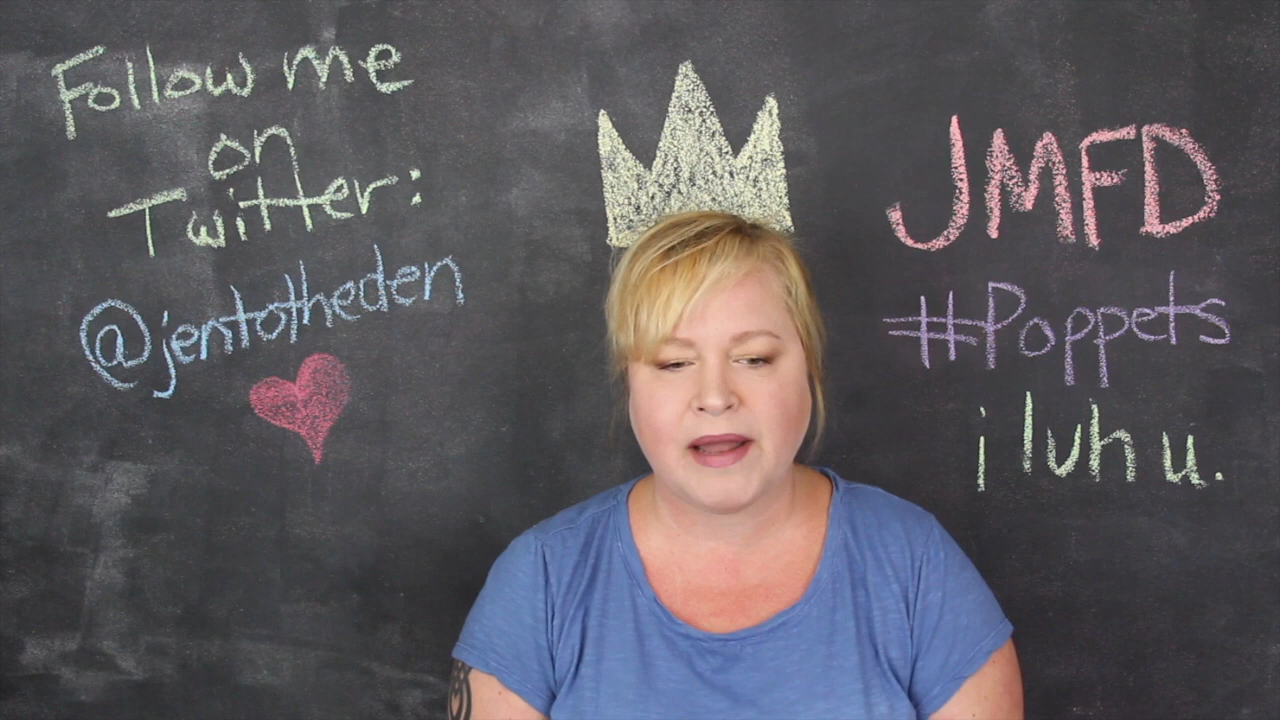 Follow me
on
Twitter:
@jentotheden
JMFD
#Poppets
i luh u.